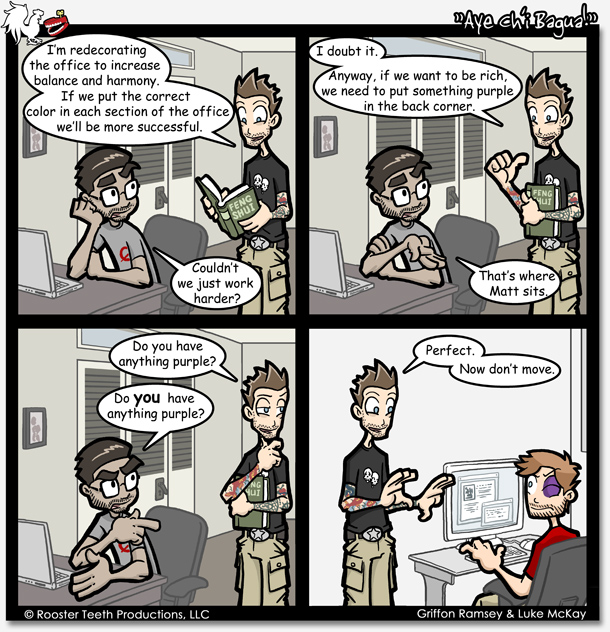 "Aye ch'i Bagua!"
I'm redecorating
the office to increase
balance and harmony.
If we put the correct
color in each section of the office
we'll be more successful.
FENG
SHUI
Couldn't
we just work
harder?
I doubt it.
Anyway, if we want to be rich,
we need to put something purple
in the back corner.
FENG
SHUI
That's where
Matt sits.
Do you have
anything purple?
Do you have
anything purple?
NG
HUI
Perfect.
Now don't move.
© Rooster Teeth Productions, LLC
Griffon Ramsey & Luke McKay